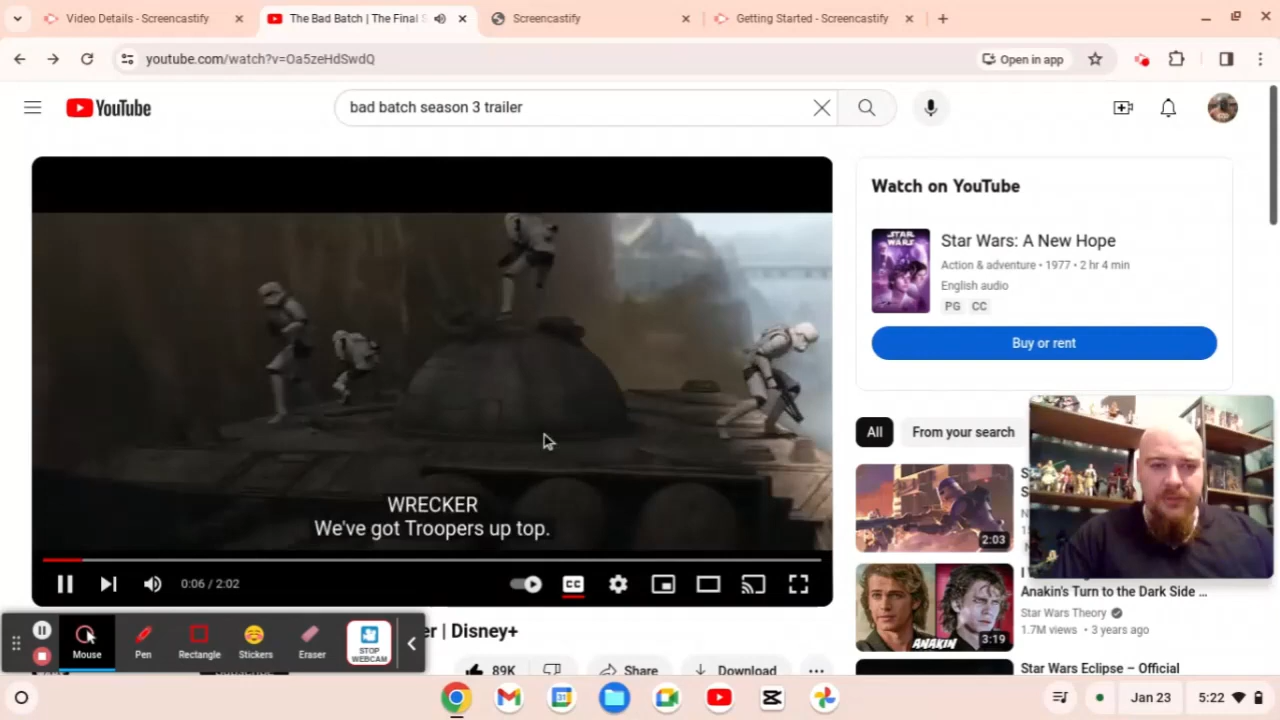 Video Details - Screencastify
The Bad Batch | The Final S
Screencastify
Getting Started - Screencastify
youtube.com/watch?v=Oa5zeHdSwdQ
Open in app
YouTube
bad batch season 3 trailer
Watch on YouTube
STAR WARS
Star Wars: A New Hope
Action & adventure • 1977 • 2 hr 4 min
English audio
PG CC
Buy or rent
WRECKER
We've got Troopers up top.
0:06 / 2:02
CC
All
From your search
2:03
ANAKIN
3:19
Anakin's Turn to the Dark Side ...
Star Wars Theory
1.7M views • 3 years ago
Star Wars Eclipse – Official
Mouse
Pen
Rectangle
Stickers
Eraser
STOP
WEBCAM
er | Disney+
89K
Share
Download
Jan 23
5:22